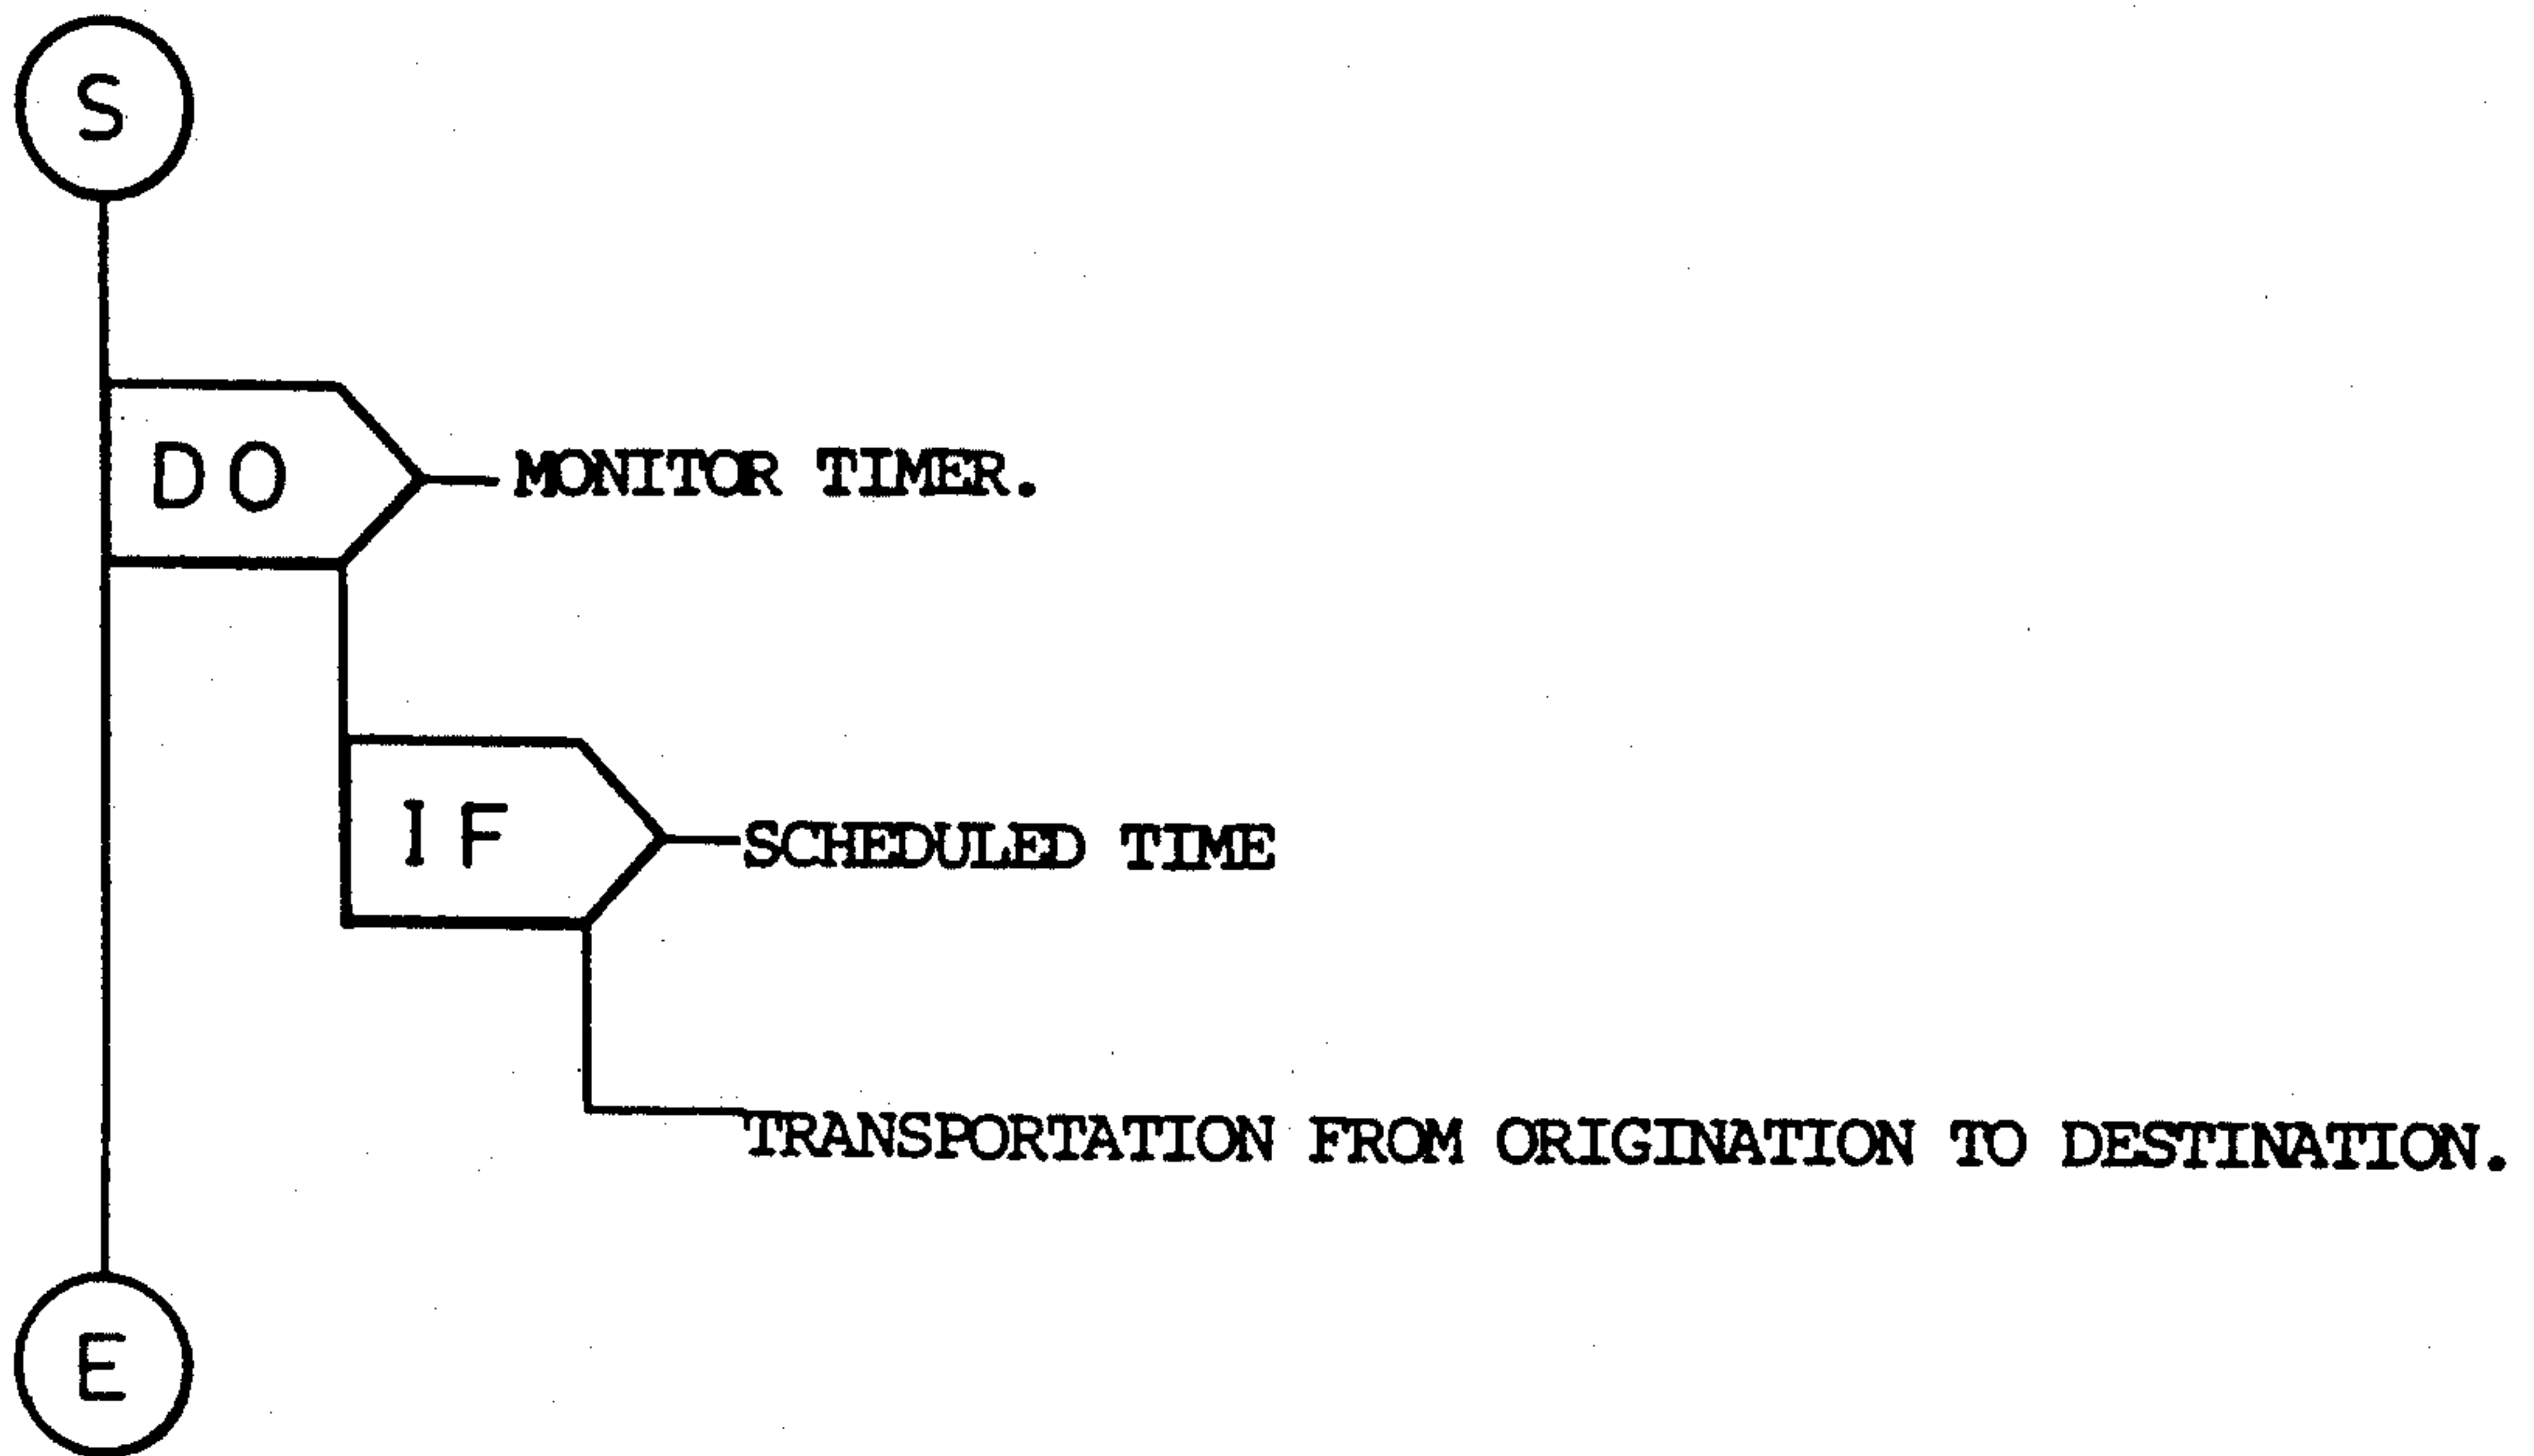 S
DO MONITOR TIMER.
IF SCHEDULED TIME
TRANSPORTATION FROM ORIGINATION TO DESTINATION.
E